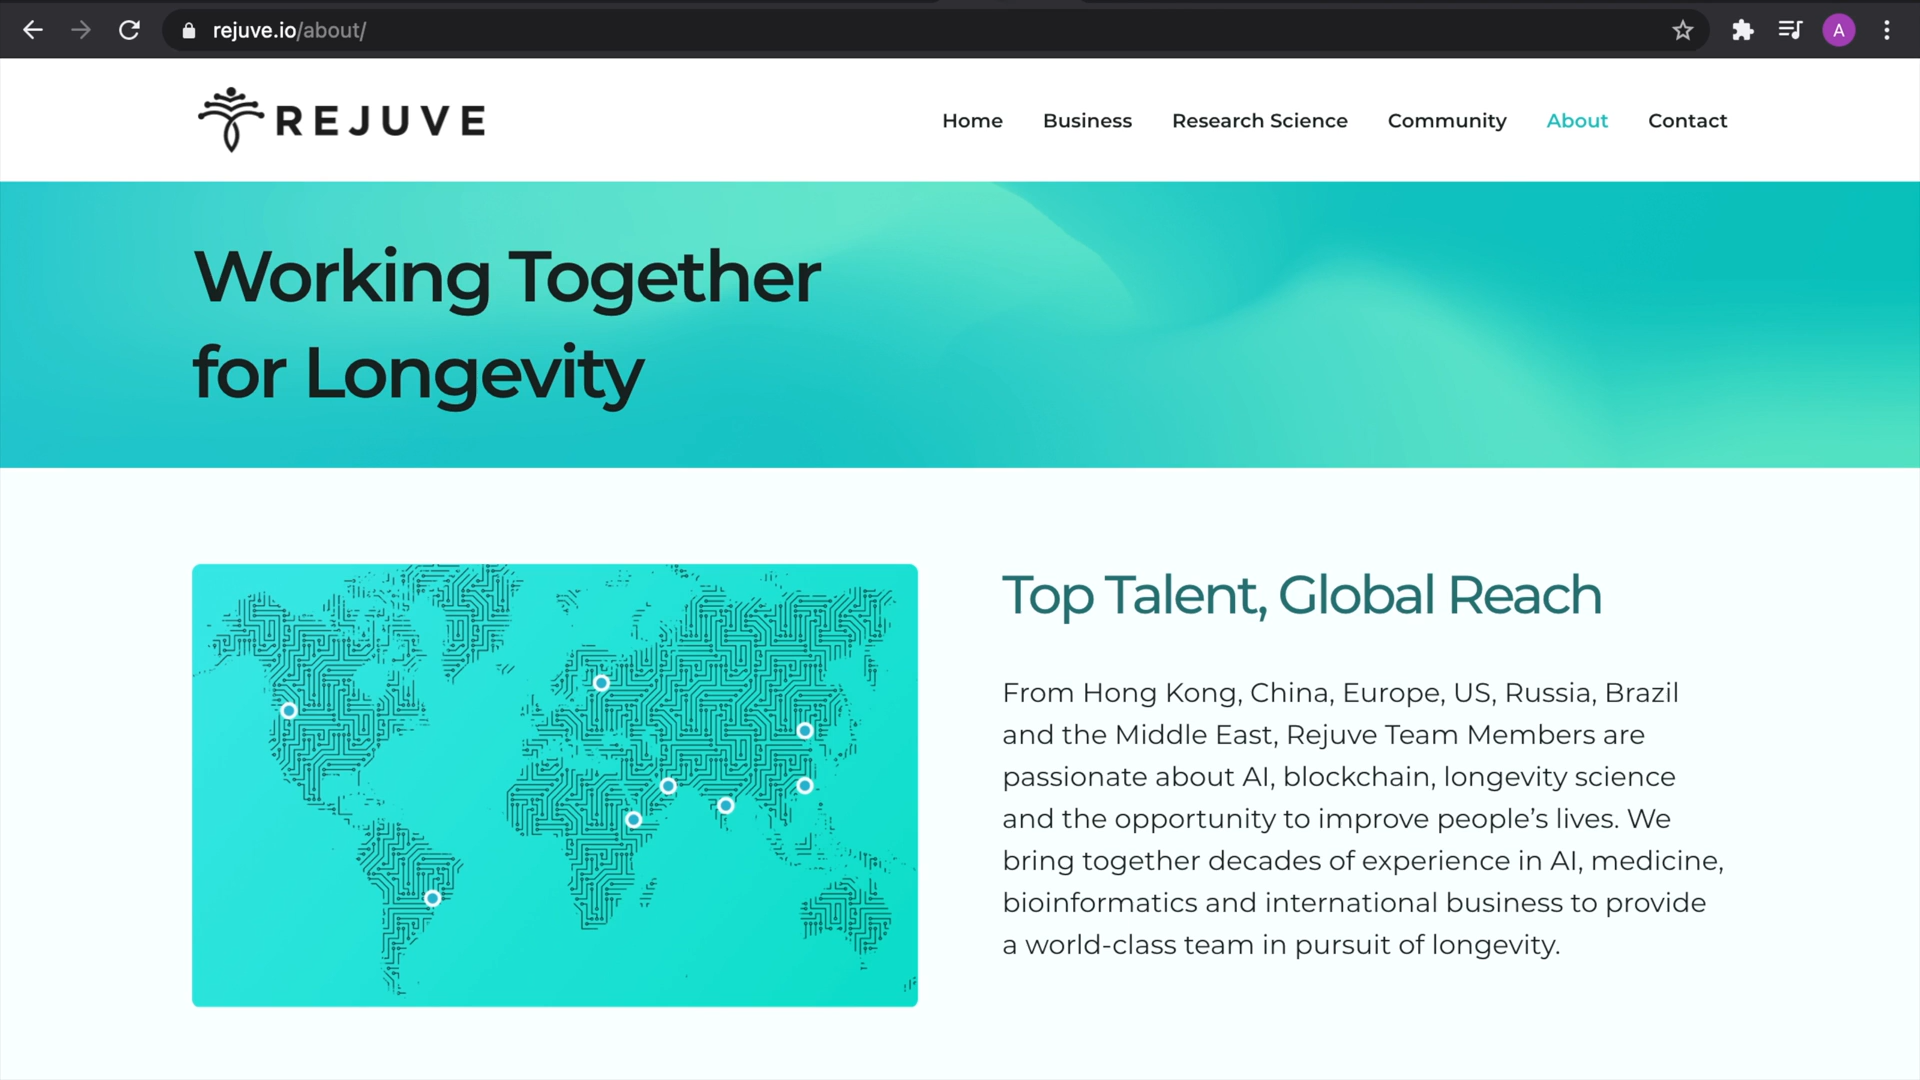 rejuve.io/about/
A
REJUVE
Home Business Research Science Community About Contact
Working Together
for Longevity
Top Talent, Global Reach
From Hong Kong, China, Europe, US, Russia, Brazil
and the Middle East, Rejuve Team Members are
passionate about AI, blockchain, longevity science
and the opportunity to improve people’s lives. We
bring together decades of experience in AI, medicine,
bioinformatics and international business to provide
a world-class team in pursuit of longevity.